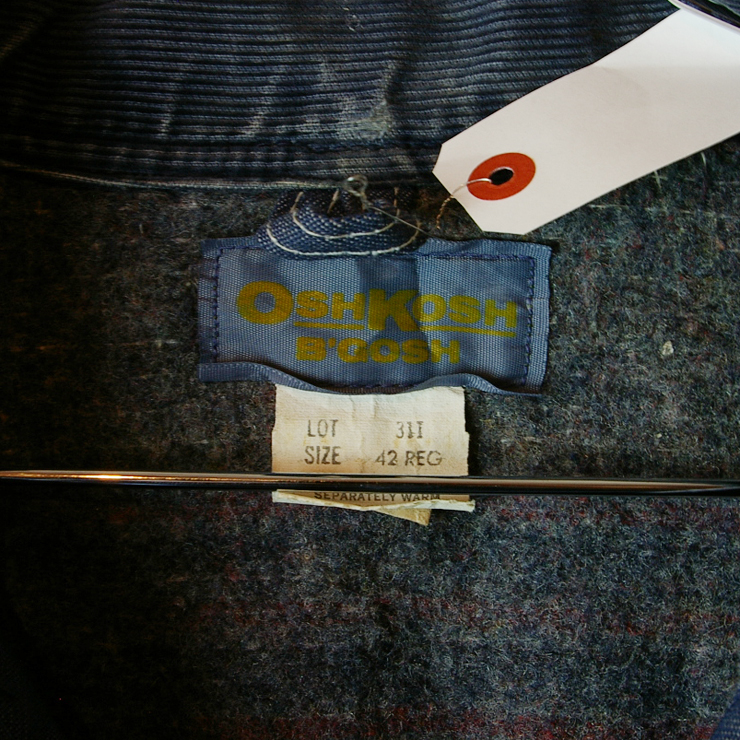 OSHKOSH
B'GOSH
LOT 311
SIZE 42 REG
SEPARATELY WARM